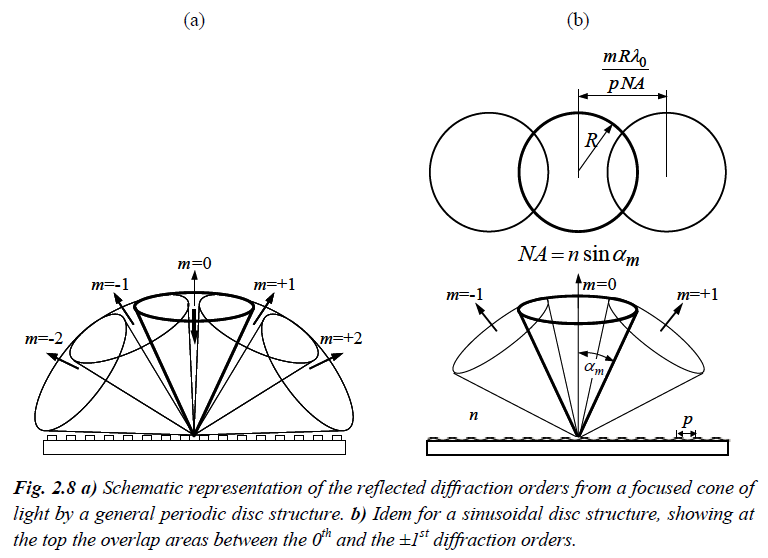 (a)
(b)
mRλ₀
pNA
R
NA = n sin αₘ
m=-2
m=-1
m=0
m=+1
m=+2
m=-1
m=0
m=+1
αₘ
n
p
Fig. 2.8 a) Schematic representation of the reflected diffraction orders from a focused cone of
light by a general periodic disc structure. b) Idem for a sinusoidal disc structure, showing at
the top the overlap areas between the 0th and the ±1st diffraction orders.